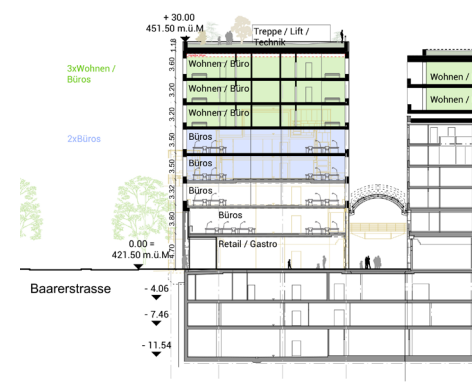 + 30.00
451.50 m.ü.M
Treppe / Lift /
Technik
1.18
3.60
Wohnen / Büro
3xWohnen /
Büros
Wohnen /
3.20
Wohnen / Büro
Wohnen /
3.20
Wohnen / Büro
2xBüros
3.50
Büros
3.50
Büros
3.32
Büros
3.80
Büros
0.00 =
421.50 m.ü.M
4.70
Retail / Gastro
Baarerstrasse
- 4.06
- 7.46
- 11.54